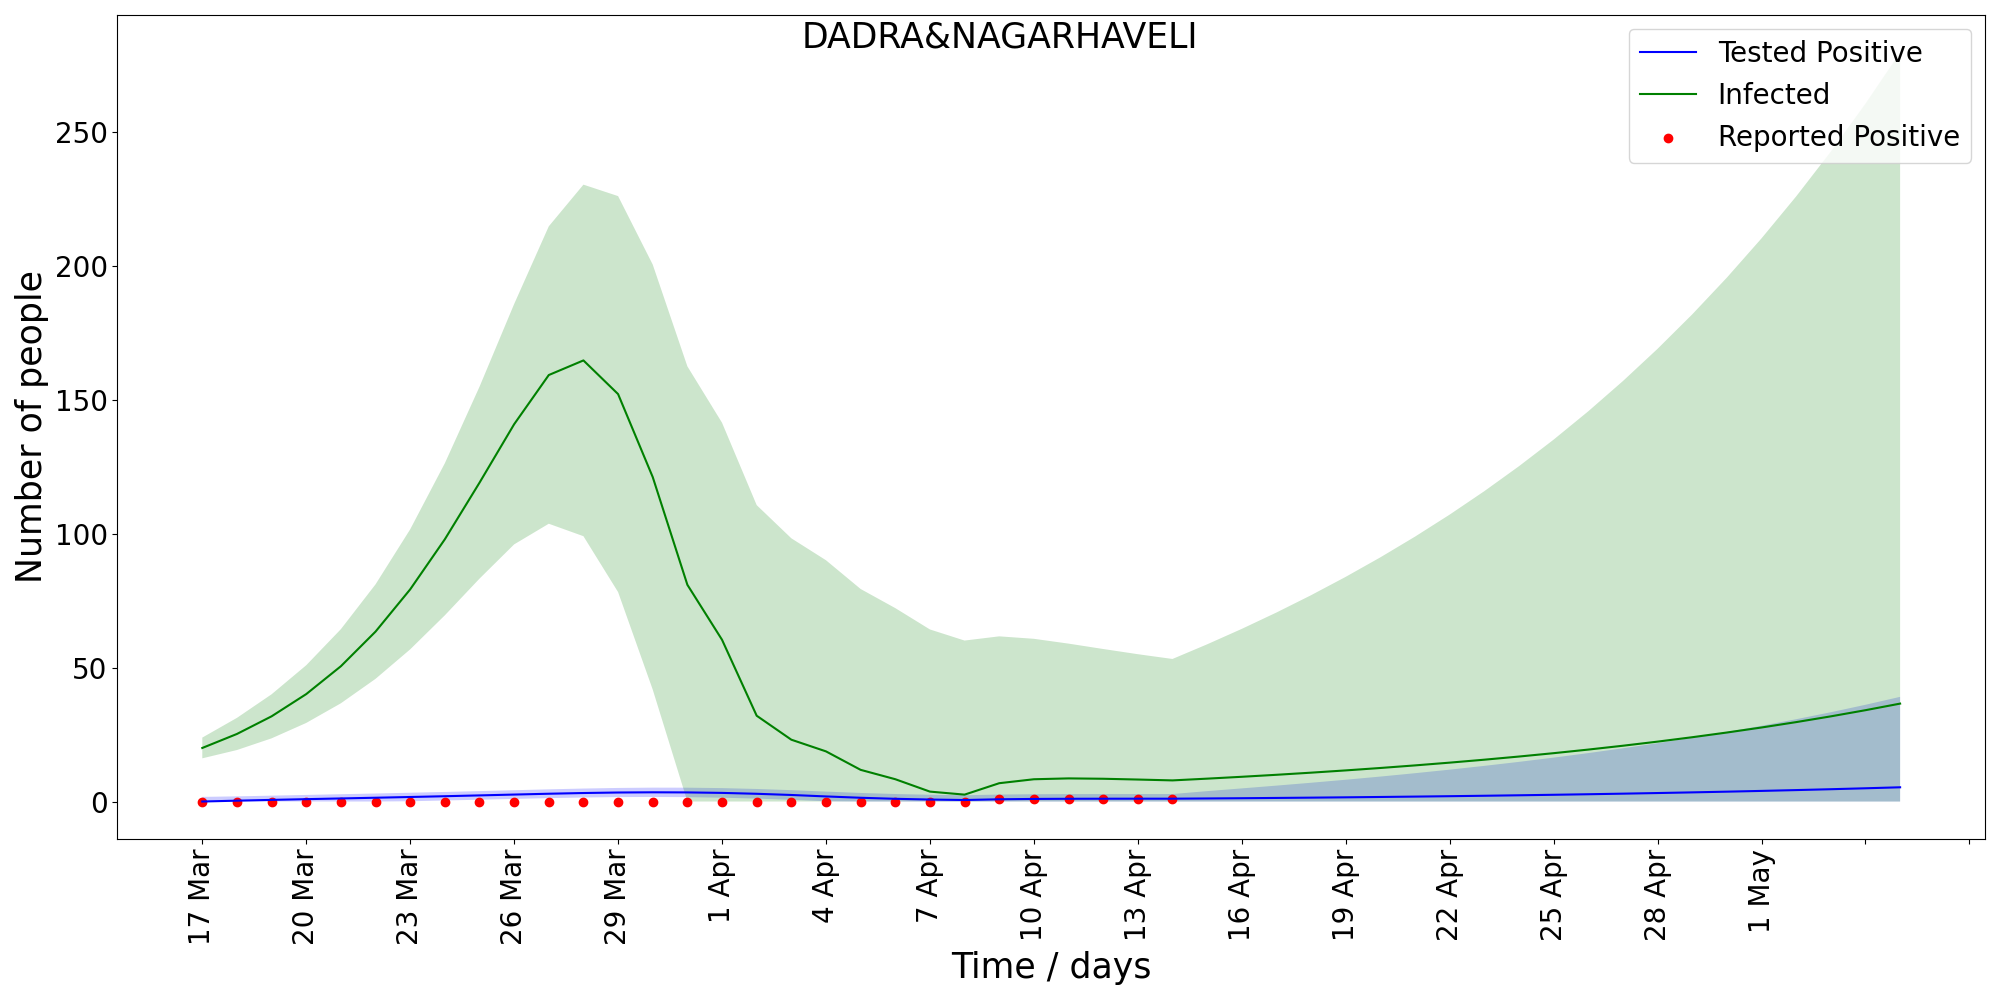 DADRA&NAGARHAVELI
Tested Positive
Infected
Reported Positive
Number of people
250
200
150
100
50
0
17 Mar
20 Mar
23 Mar
26 Mar
29 Mar
1 Apr
4 Apr
7 Apr
10 Apr
13 Apr
16 Apr
19 Apr
22 Apr
25 Apr
28 Apr
1 May
Time / days